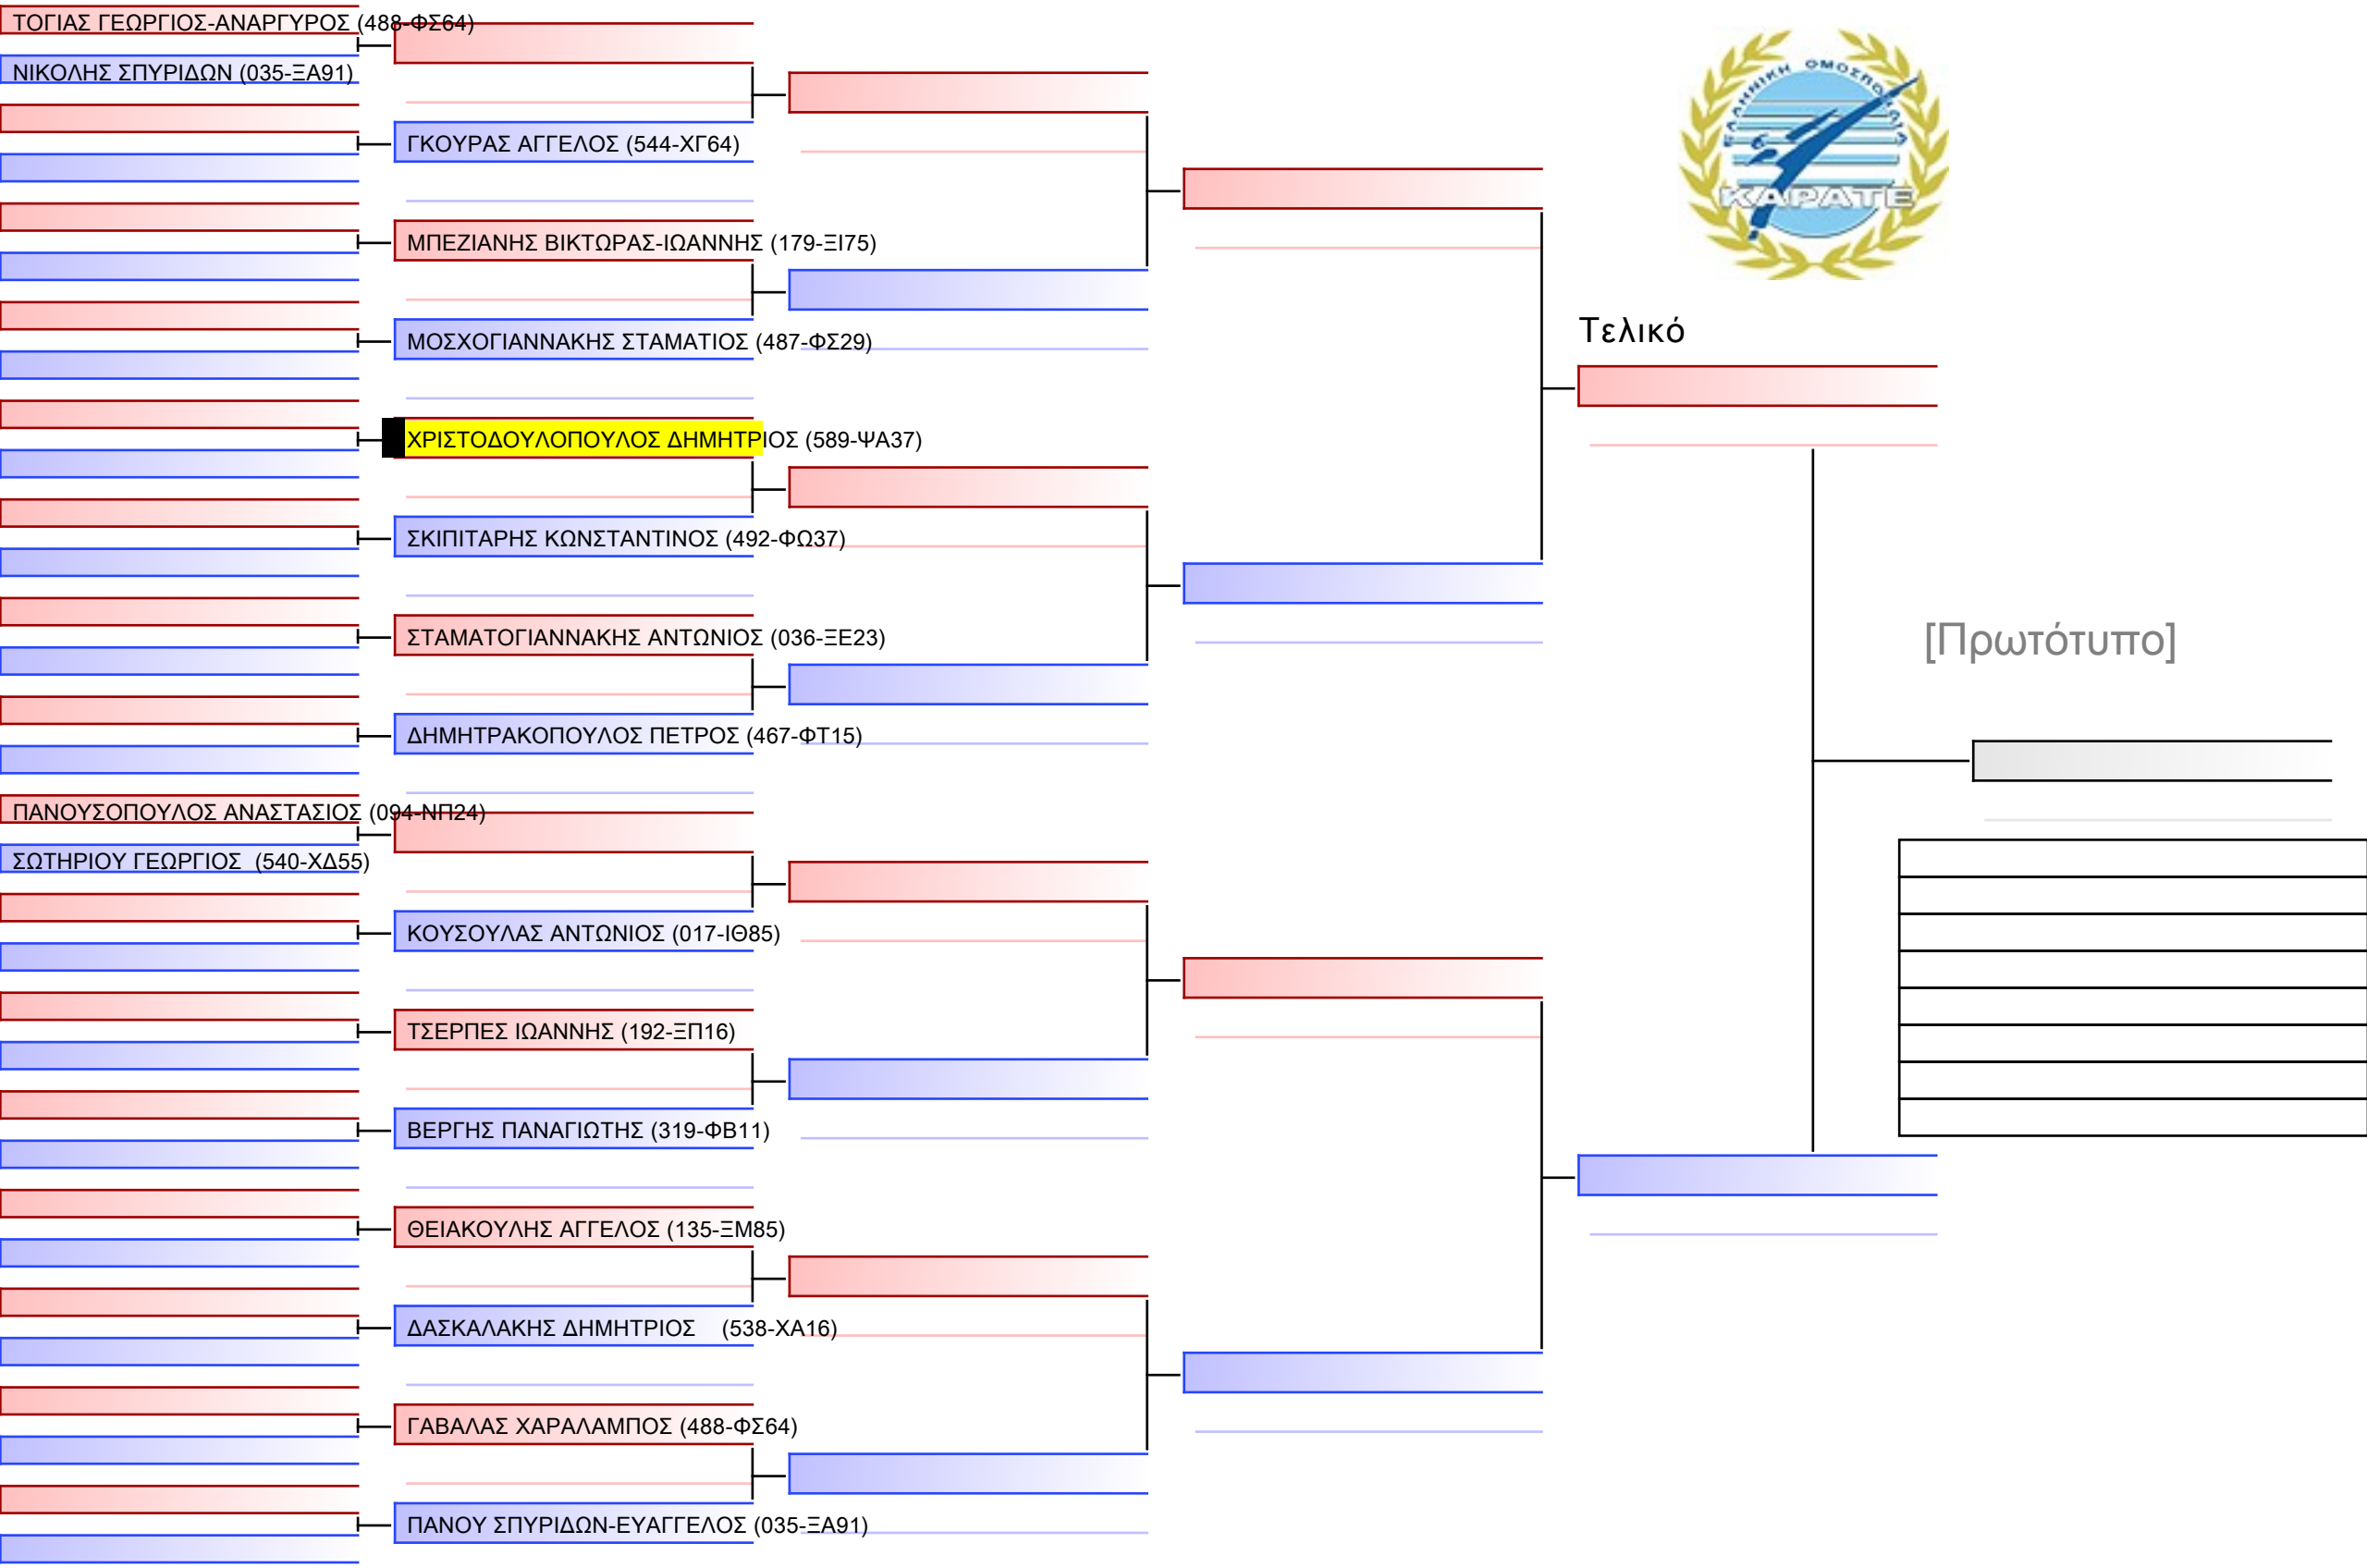 ΤΟΓΙΑΣ ΓΕΩΡΓΙΟΣ-ΑΝΑΡΓΥΡΟΣ (488-ΦΣ64)
ΝΙΚΟΛΗΣ ΣΠΥΡΙΔΩΝ (035-ΞΑ91)
ΓΚΟΥΡΑΣ ΑΓΓΕΛΟΣ (544-ΧΓ64)
ΜΠΕΖΙΑΝΗΣ ΒΙΚΤΩΡΑΣ-ΙΩΑΝΝΗΣ (179-ΞΙ75)
ΜΟΣΧΟΓΙΑΝΝΑΚΗΣ ΣΤΑΜΑΤΙΟΣ (487-ΦΣ29)
ΧΡΙΣΤΟΔΟΥΛΟΠΟΥΛΟΣ ΔΗΜΗΤΡΙΟΣ (589-ΨΑ37)
ΣΚΙΠΙΤΑΡΗΣ ΚΩΝΣΤΑΝΤΙΝΟΣ (492-ΦΩ37)
ΣΤΑΜΑΤΟΓΙΑΝΝΑΚΗΣ ΑΝΤΩΝΙΟΣ (036-ΞΕ23)
ΔΗΜΗΤΡΑΚΟΠΟΥΛΟΣ ΠΕΤΡΟΣ (467-ΦΤ15)
ΠΑΝΟΥΣΟΠΟΥΛΟΣ ΑΝΑΣΤΑΣΙΟΣ (094-ΝΠ24)
ΣΩΤΗΡΙΟΥ ΓΕΩΡΓΙΟΣ (540-ΧΔ55)
ΚΟΥΣΟΥΛΑΣ ΑΝΤΩΝΙΟΣ (017-ΙΘ85)
ΤΣΕΡΠΕΣ ΙΩΑΝΝΗΣ (192-ΞΠ16)
ΒΕΡΓΗΣ ΠΑΝΑΓΙΩΤΗΣ (319-ΦΒ11)
ΘΕΙΑΚΟΥΛΗΣ ΑΓΓΕΛΟΣ (135-ΞΜ85)
ΔΑΣΚΑΛΑΚΗΣ ΔΗΜΗΤΡΙΟΣ (538-ΧΑ16)
ΓΑΒΑΛΑΣ ΧΑΡΑΛΑΜΠΟΣ (488-ΦΣ64)
ΠΑΝΟΥ ΣΠΥΡΙΔΩΝ-ΕΥΑΓΓΕΛΟΣ (035-ΞΑ91)
ΕΛΛΗΝΙΚΗ ΟΜΟΣΠΟΝΔΙΑ
ΚΑΡΑΤΕ
Τελικό
[Πρωτότυπο]